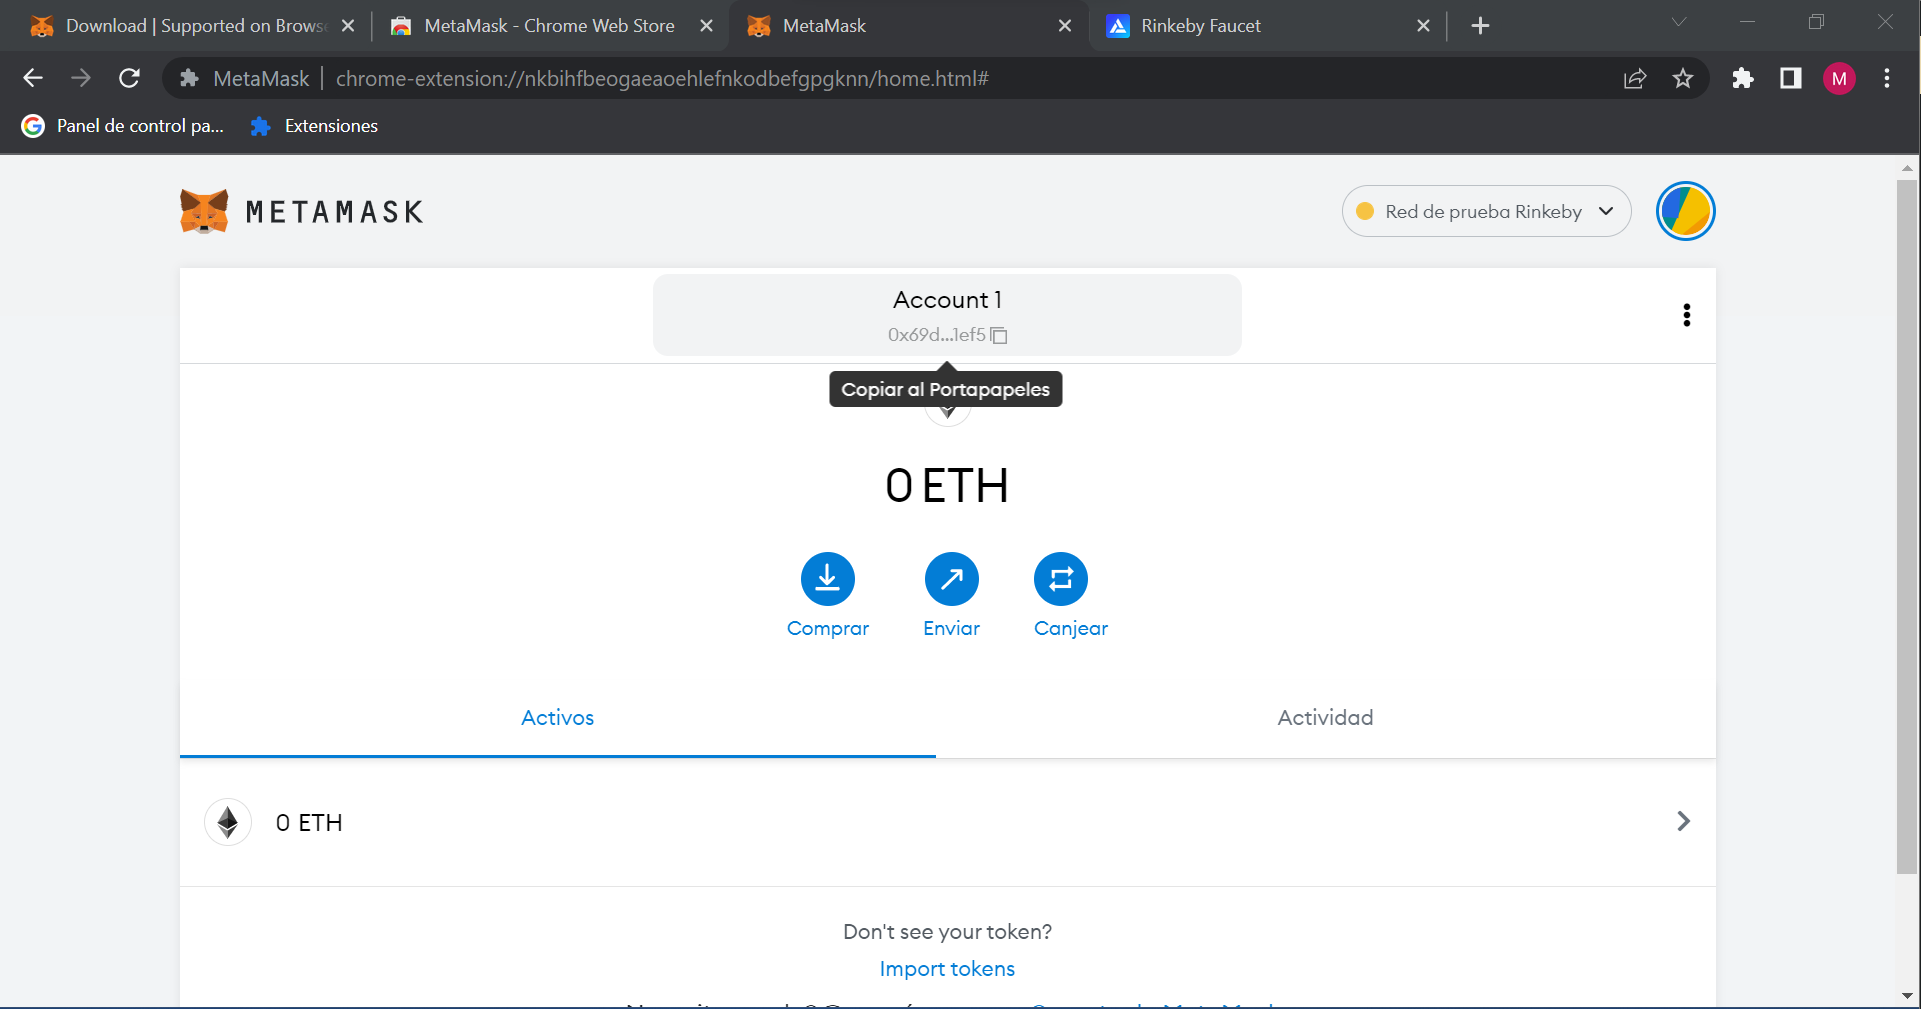 Download | Supported on Browse
MetaMask - Chrome Web Store
MetaMask
Rinkeby Faucet
MetaMask
chrome-extension://nkbihfbeogaeaoehlefnkodbefgpgknn/home.html#
M
Panel de control pa...
Extensiones
METAMASK
Red de prueba Rinkeby
Account 1
0x69d...1ef5
Copiar al Portapapeles
0 ETH
Comprar
Enviar
Canjear
Activos
Actividad
0 ETH
Don't see your token?
Import tokens